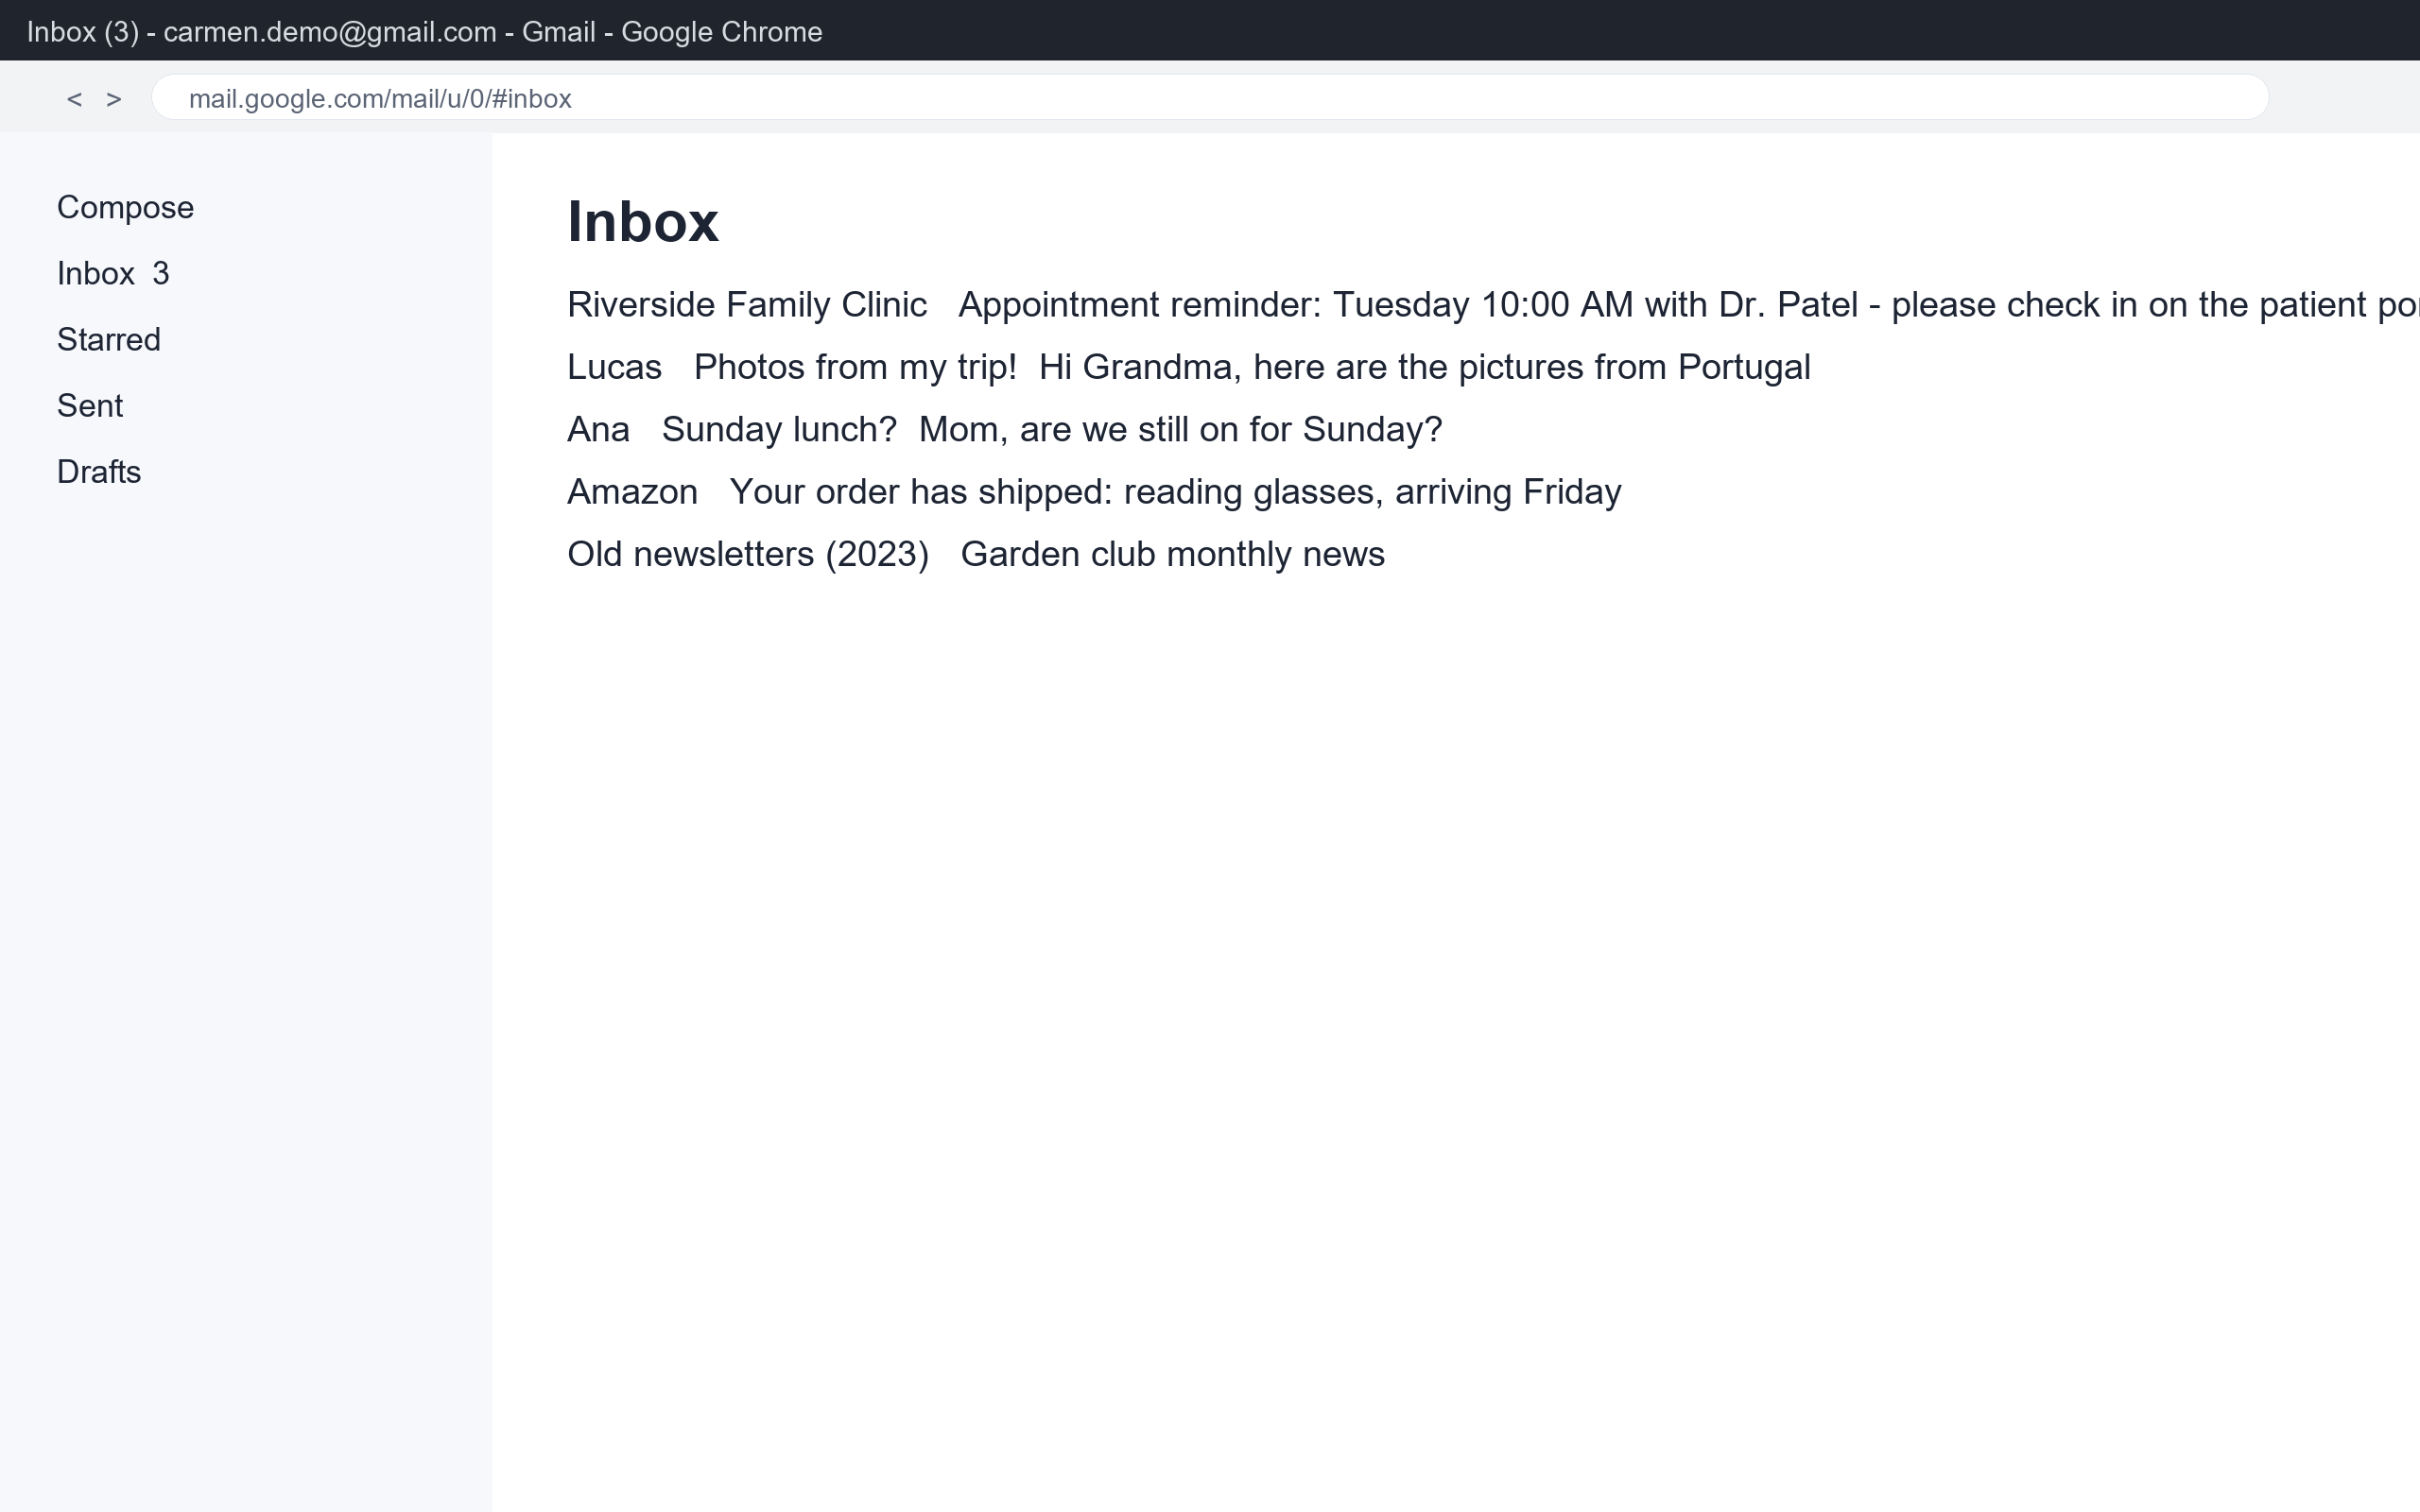 Inbox (3) - carmen.demo@gmail.com - Gmail - Google Chrome
< > mail.google.com/mail/u/0/#inbox
Compose
Inbox 3
Starred
Sent
Drafts
Inbox
Riverside Family Clinic Appointment reminder: Tuesday 10:00 AM with Dr. Patel - please check in on the patient
Lucas Photos from my trip! Hi Grandma, here are the pictures from Portugal
Ana Sunday lunch? Mom, are we still on for Sunday?
Amazon Your order has shipped: reading glasses, arriving Friday
Old newsletters (2023) Garden club monthly news